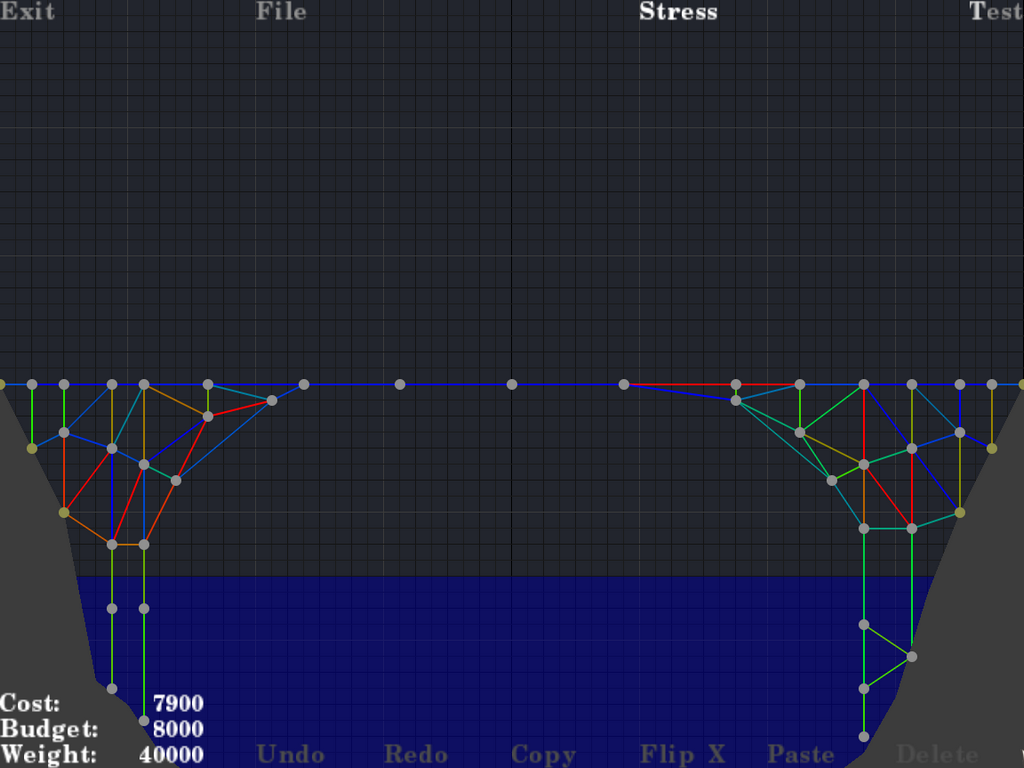 Exit File Stress Test
Cost: 7900
Budget: 8000
Weight: 40000 Undo Redo Copy Flip X Paste Delete